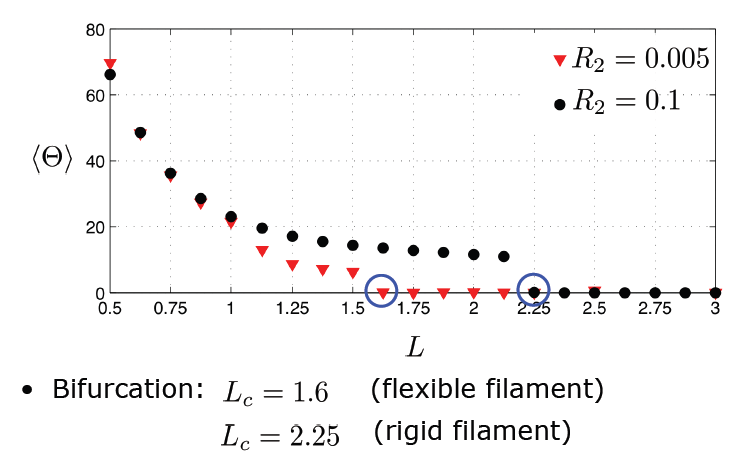 80
60
40
20
0
⟨Θ⟩
R₂ = 0.005
R₂ = 0.1
0.5 0.75 1 1.25 1.5 1.75 2 2.25 2.5 2.75 3
L
• Bifurcation: L_c = 1.6 (flexible filament)
L_c = 2.25 (rigid filament)